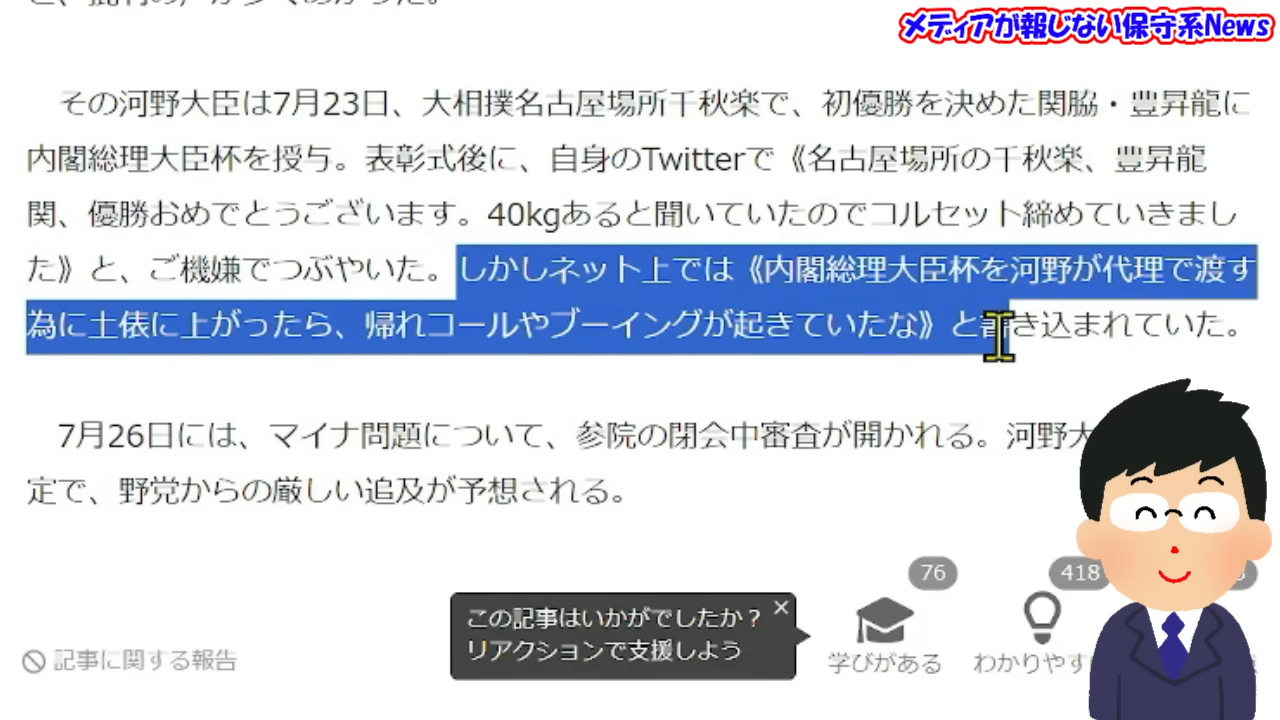 メディアが報じない保守系News
その河野大臣は7月23日、大相撲名古屋場所千秋楽で、初優勝を決めた関脇・豊昇龍に
内閣総理大臣杯を授与。表彰式後に、自身のTwitterで《名古屋場所の千秋楽、豊昇龍
関、優勝おめでとうございます。40kgあると聞いていたのでコルセット締めていきまし
た》と、ご機嫌でつぶやいた。しかしネット上では《内閣総理大臣杯を河野が代理で渡す
為に土俵に上がったら、帰れコールやブーイングが起きていたな》と書き込まれていた。
7月26日には、マイナ問題について、参院の閉会中審査が開かれる。河野大
定で、野党からの厳しい追及が予想される。
76
418
この記事はいかがでしたか？
リアクションで支援しよう
記事に関する報告
学びがある
わかりやす